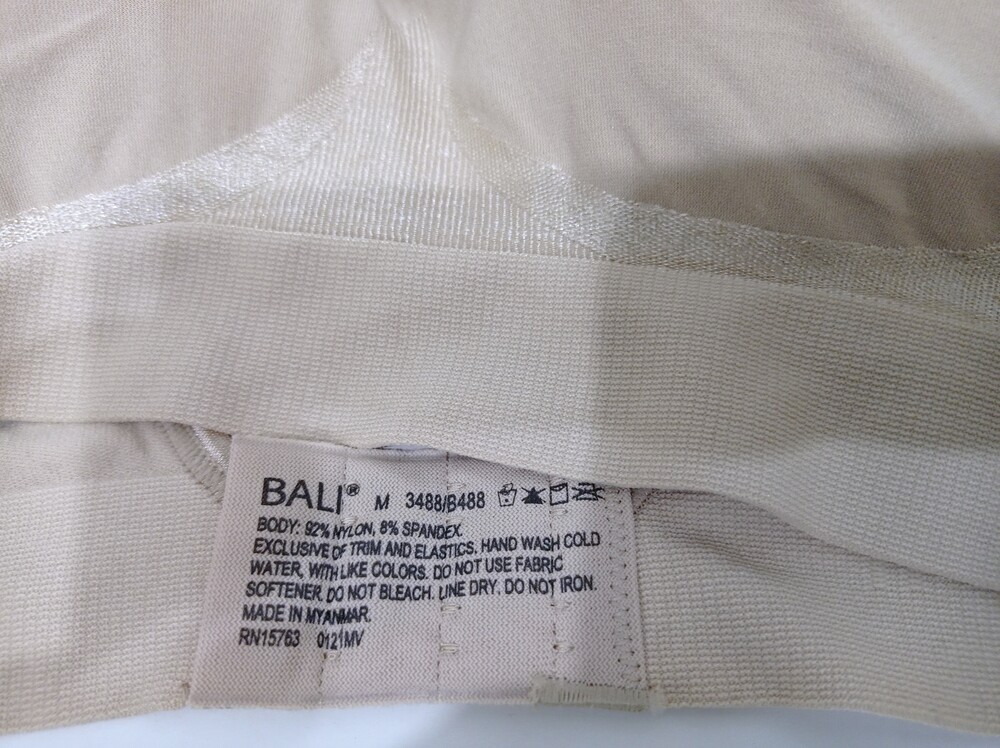 BALI® M 3488/B488
BODY: 92% NYLON, 8% SPANDEX.
EXCLUSIVE OF TRIM AND ELASTICS. HAND WASH COLD
WATER, WITH LIKE COLORS. DO NOT USE FABRIC
SOFTENER. DO NOT BLEACH. LINE DRY. DO NOT IRON.
MADE IN MYANMAR.
RN15763 0121MV